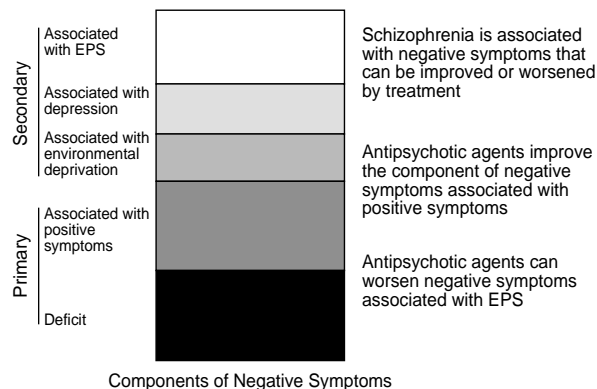 Secondary
Associated
with EPS
Associated with
depression
Associated with
environmental
deprivation
Primary
Associated with
positive
symptoms
Deficit
Schizophrenia is associated
with negative symptoms that
can be improved or worsened
by treatment
Antipsychotic agents improve
the component of negative
symptoms associated with
positive symptoms
Antipsychotic agents can
worsen negative symptoms
associated with EPS
Components of Negative Symptoms